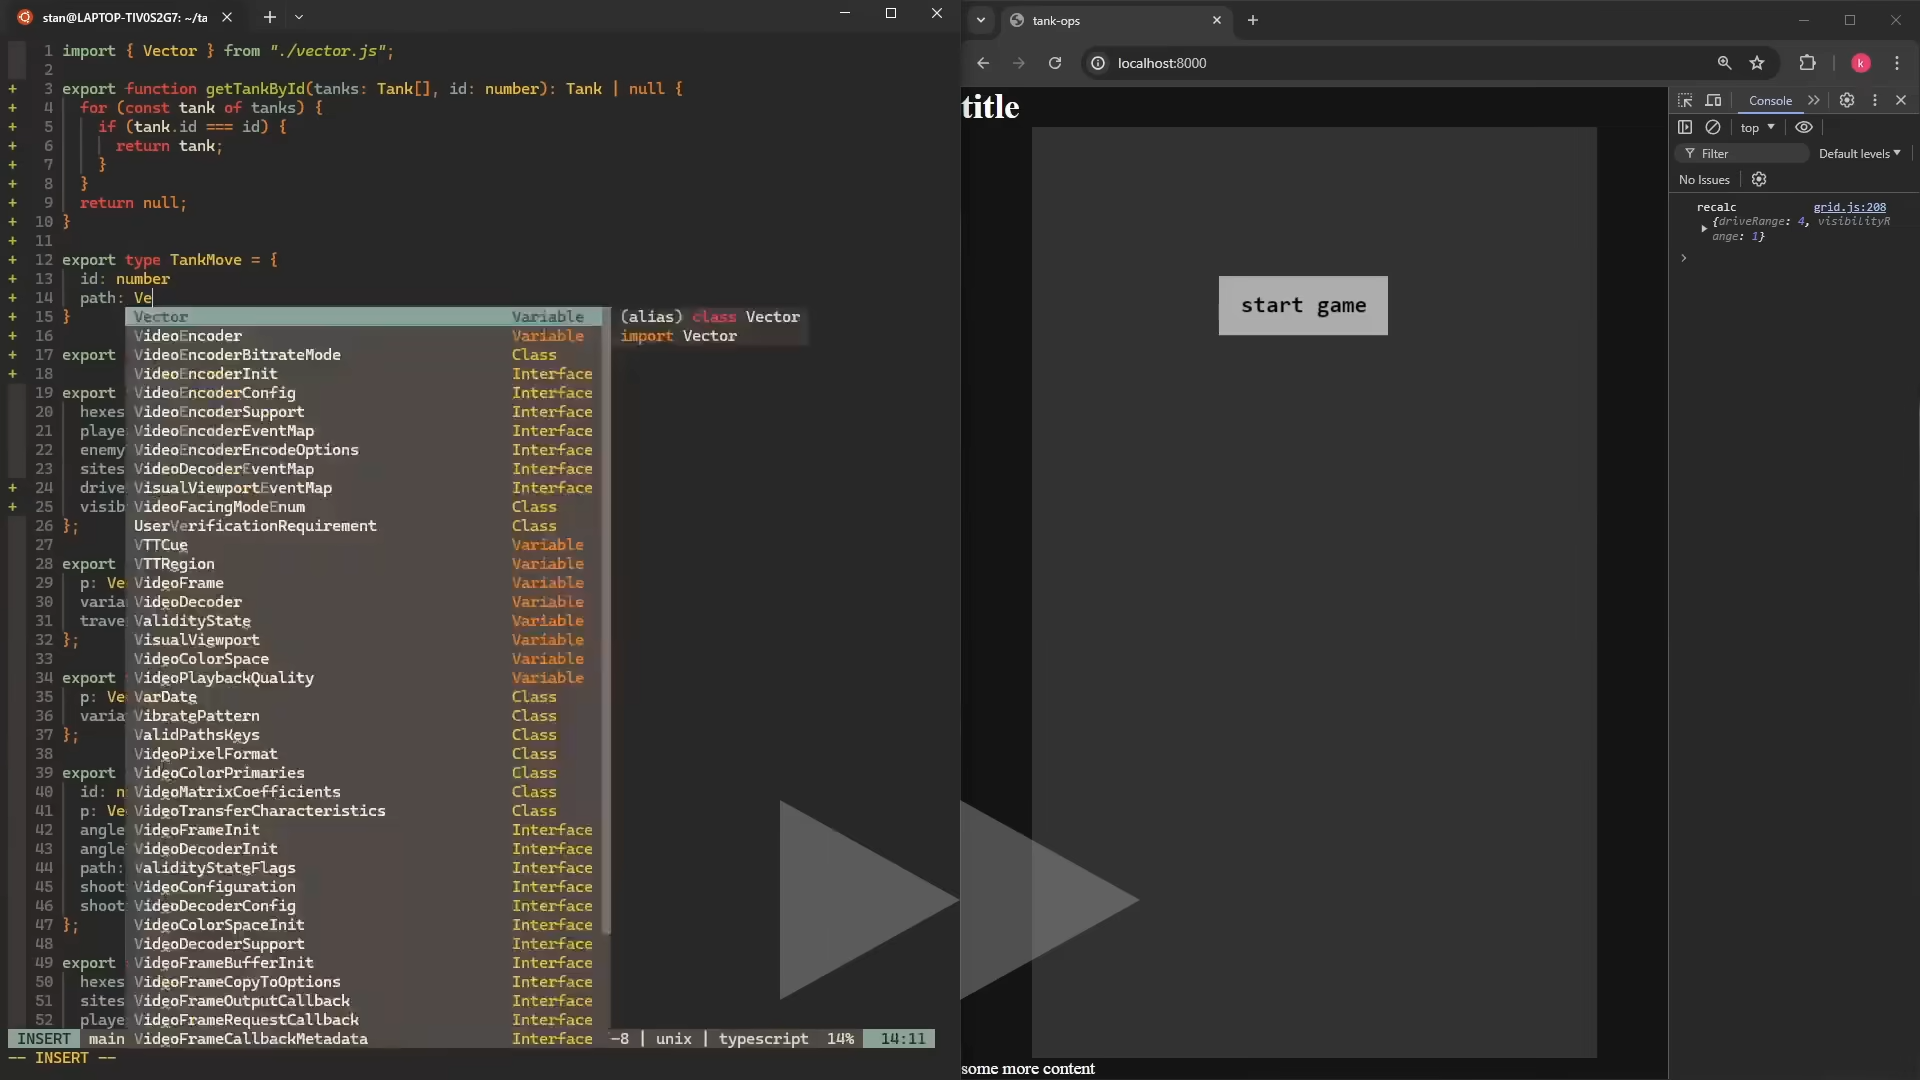 stan@LAPTOP-TIV0S2G7: ~/ta
1 import { Vector } from "./vector.js";
2
+ 3 export function getTankById(tanks: Tank[], id: number): Tank | null {
+ 4 for (const tank of tanks) {
+ 5 if (tank.id === id) {
+ 6 return tank;
+ 7 }
+ 8 }
+ 9 return null;
+ 10 }
+ 11
+ 12 export type TankMove = {
+ 13 id: number
+ 14 path: Ve
+ 15 } Vector Variable (alias) class Vector
+ 16 VideoEncoder Variable import Vector
+ 17 export VideoEncoderBitrateMode Class
+ 18 VideoEncoderInit Interface
19 export VideoEncoderConfig Interface
20 hexes VideoEncoderSupport Interface
21 playe VideoEncoderEventMap Interface
22 enemy VideoEncoderEncodeOptions Interface
23 sites VideoDecoderEventMap Interface
+ 24 drive VisualViewportEventMap Interface
+ 25 visib VideoFacingModeEnum Class
26 }; UserVerificationRequirement Class
27 VTTCue Variable
28 export VTTRegion Variable
29 p: Ve VideoFrame Variable
30 varia VideoDecoder Variable
31 trave ValidityState Variable
32 }; VisualViewport Variable
33 VideoColorSpace Variable
34 export VideoPlaybackQuality Variable
35 p: Ve VarDate Class
36 varia VibratePattern Class
37 }; ValidPathsKeys Class
38 VideoPixelFormat Class
39 export VideoColorPrimaries Class
40 id: n VideoMatrixCoefficients Class
41 p: Ve VideoTransferCharacteristics Class
42 angle VideoFrameInit Interface
43 angle VideoDecoderInit Interface
44 path: ValidityStateFlags Interface
45 shoot VideoConfiguration Interface
46 shoot VideoDecoderConfig Interface
47 }; VideoColorSpaceInit Interface
48 VideoDecoderSupport Interface
49 export VideoFrameBufferInit Interface
50 hexes VideoFrameCopyToOptions Interface
51 sites VideoFrameOutputCallback Interface
52 playe VideoFrameRequestCallback Interface
INSERT main VideoFrameCallbackMetadata Interface -8 | unix | typescript 14% 14:11
-- INSERT --
tank-ops
localhost:8000
k
title
start game
some more content
Console
top
Filter
Default levels
No Issues
recalc grid.js:208
{driveRange: 4, visibilityR
ange: 1}